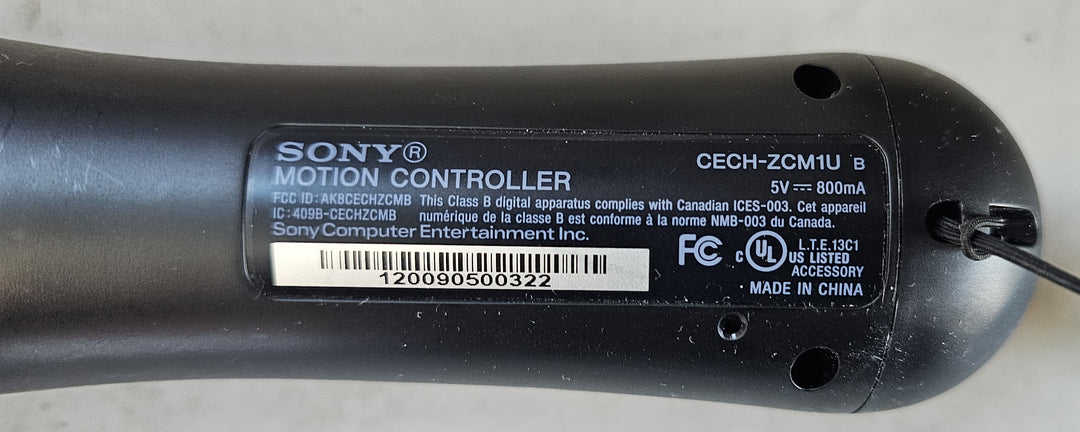 SONY®
MOTION CONTROLLER
CECH-ZCM1U B
5V ⎓ 800mA
FCC ID:AK8CECHZCMB This Class B digital apparatus complies with Canadian ICES-003. Cet appareil
IC:409B-CECHZCMB numérique de la classe B est conforme à la norme NMB-003 du Canada.
Sony Computer Entertainment Inc.
120090500322
FC c UL US LISTED
L.T.E.13C1
ACCESSORY
· MADE IN CHINA